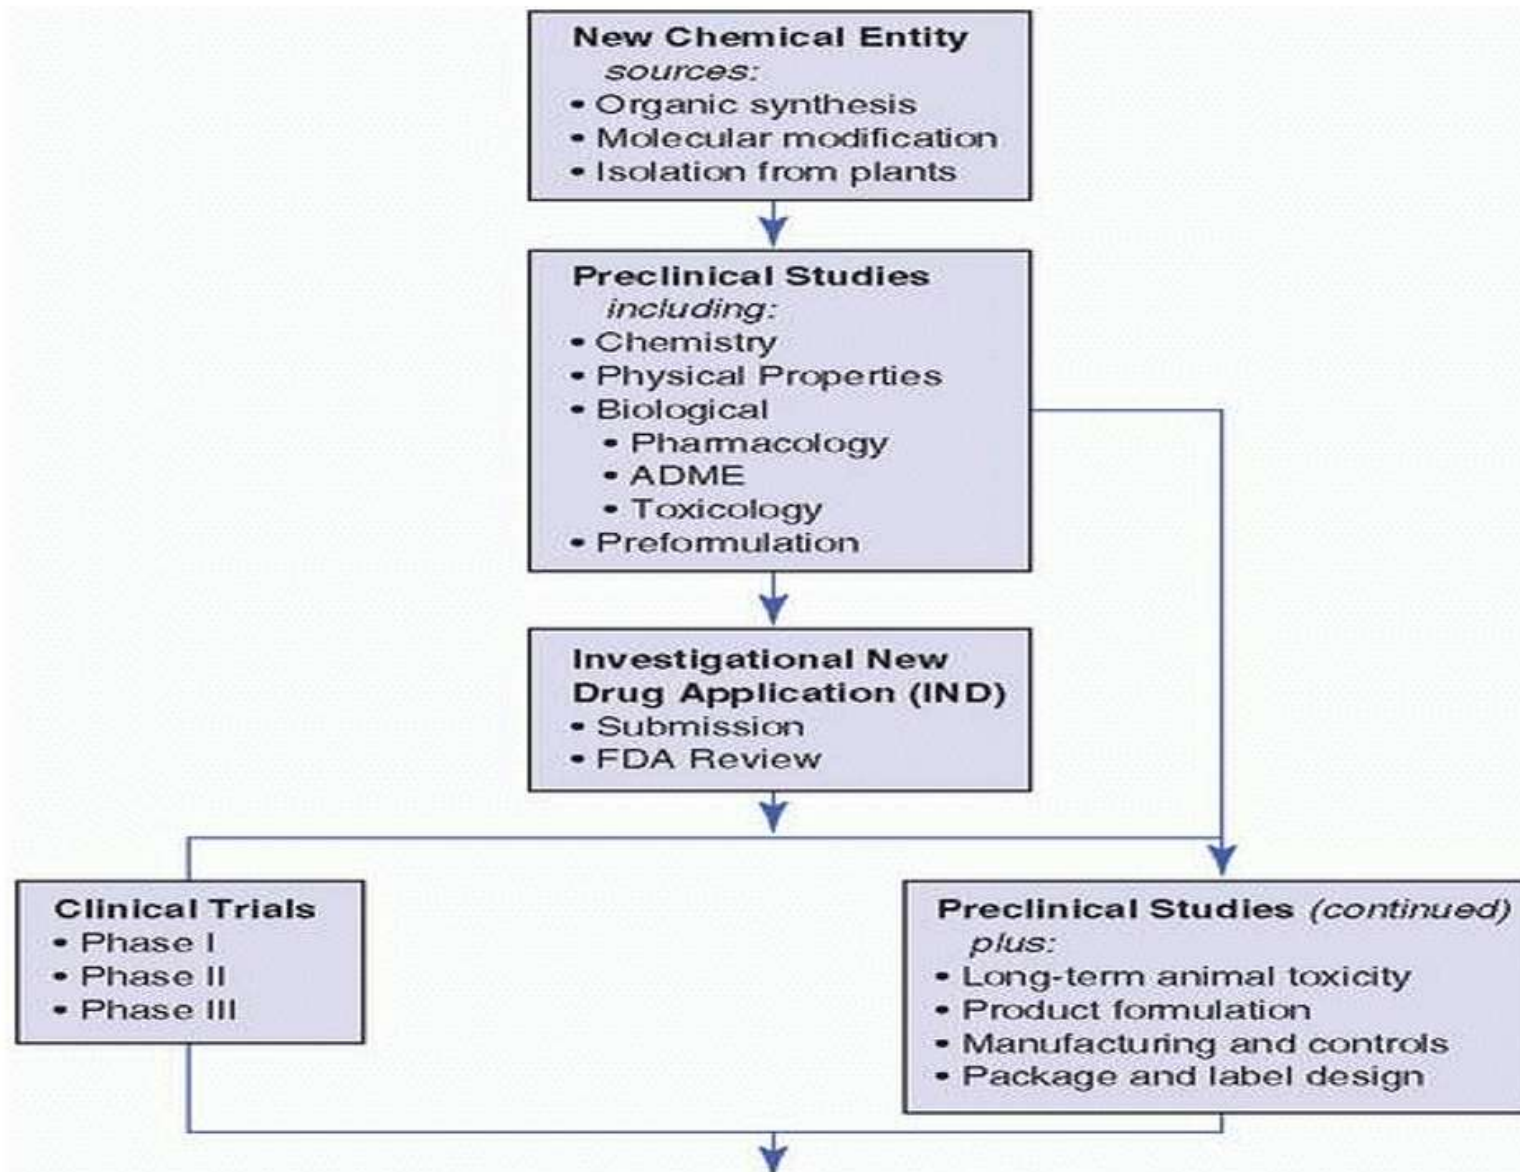 New Chemical Entity
sources:
• Organic synthesis
• Molecular modification
• Isolation from plants
Preclinical Studies
including:
• Chemistry
• Physical Properties
• Biological
• Pharmacology
• ADME
• Toxicology
• Preformulation
Investigational New
Drug Application (IND)
• Submission
• FDA Review
Clinical Trials
• Phase I
• Phase II
• Phase III
Preclinical Studies (continued)
plus:
• Long-term animal toxicity
• Product formulation
• Manufacturing and controls
• Package and label design